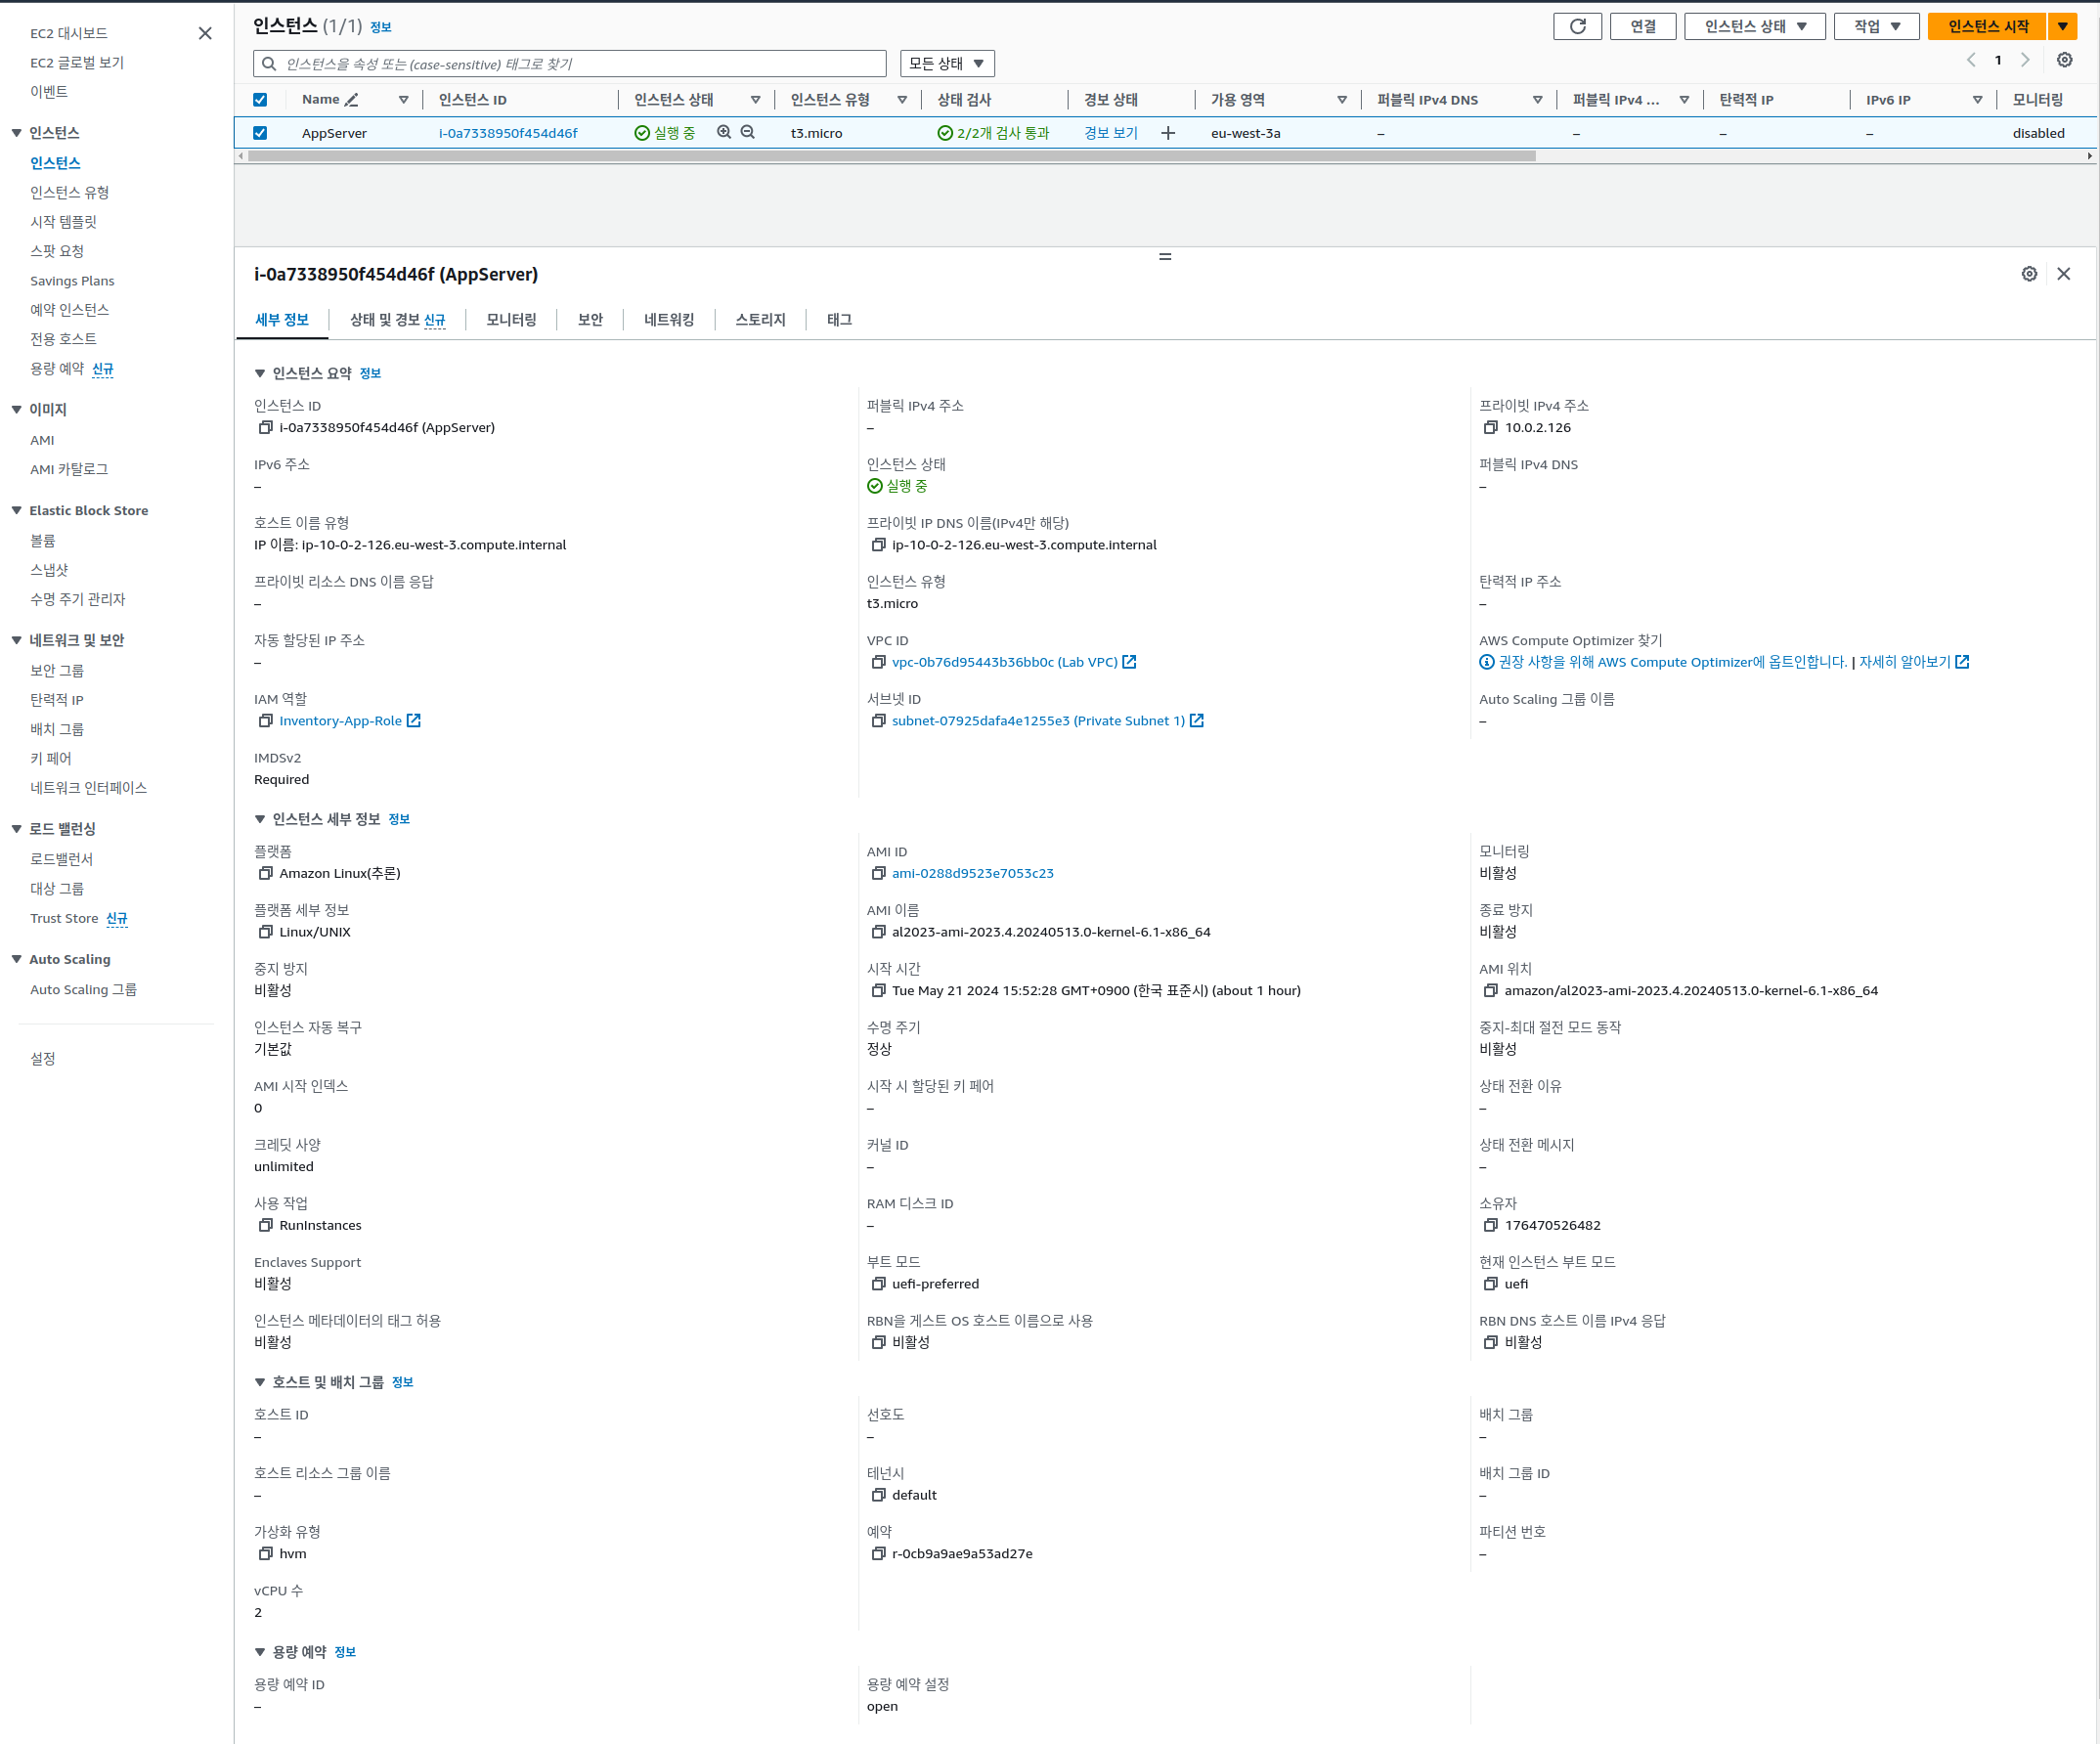 EC2 대시보드
EC2 글로벌 보기
이벤트
인스턴스
인스턴스
인스턴스 유형
시작 템플릿
스팟 요청
Savings Plans
예약 인스턴스
전용 호스트
용량 예약 신규
이미지
AMI
AMI 카탈로그
Elastic Block Store
볼륨
스냅샷
수명 주기 관리자
네트워크 및 보안
보안 그룹
탄력적 IP
배치 그룹
키 페어
네트워크 인터페이스
로드 밸런싱
로드밸런서
대상 그룹
Trust Store 신규
Auto Scaling
Auto Scaling 그룹
설정
인스턴스 (1/1) 정보
연결
인스턴스 상태
작업
인스턴스 시작
인스턴스을 속성 또는 (case-sensitive) 태그로 찾기
모든 상태
1
Name 인스턴스 ID 인스턴스 상태 인스턴스 유형 상태 검사 경보 상태 가용 영역 퍼블릭 IPv4 DNS 퍼블릭 IPv4 ... 탄력적 IP IPv6 IP 모니터링
AppServer i-0a7338950f454d46f 실행 중 t3.micro 2/2개 검사 통과 경보 보기 + eu-west-3a – – – – disabled
i-0a7338950f454d46f (AppServer)
세부 정보 상태 및 경보 신규 모니터링 보안 네트워킹 스토리지 태그
인스턴스 요약 정보
인스턴스 ID 퍼블릭 IPv4 주소 프라이빗 IPv4 주소
i-0a7338950f454d46f (AppServer) – 10.0.2.126
IPv6 주소 인스턴스 상태 퍼블릭 IPv4 DNS
– 실행 중 –
호스트 이름 유형 프라이빗 IP DNS 이름(IPv4만 해당)
IP 이름: ip-10-0-2-126.eu-west-3.compute.internal ip-10-0-2-126.eu-west-3.compute.internal
프라이빗 리소스 DNS 이름 응답 인스턴스 유형 탄력적 IP 주소
– t3.micro –
자동 할당된 IP 주소 VPC ID AWS Compute Optimizer 찾기
– vpc-0b76d95443b36bb0c (Lab VPC) 권장 사항을 위해 AWS Compute Optimizer에 옵트인합니다. | 자세히 알아보기
IAM 역할 서브넷 ID Auto Scaling 그룹 이름
Inventory-App-Role subnet-07925dafa4e1255e3 (Private Subnet 1) –
IMDSv2
Required
인스턴스 세부 정보 정보
플랫폼 AMI ID 모니터링
Amazon Linux(추론) ami-0288d9523e7053c23 비활성
플랫폼 세부 정보 AMI 이름 종료 방지
Linux/UNIX al2023-ami-2023.4.20240513.0-kernel-6.1-x86_64 비활성
중지 방지 시작 시간 AMI 위치
비활성 Tue May 21 2024 15:52:28 GMT+0900 (한국 표준시) (about 1 hour) amazon/al2023-ami-2023.4.20240513.0-kernel-6.1-x86_64
인스턴스 자동 복구 수명 주기 중지-최대 절전 모드 동작
기본값 정상 비활성
AMI 시작 인덱스 시작 시 할당된 키 페어 상태 전환 이유
0 – –
크레딧 사양 커널 ID 상태 전환 메시지
unlimited – –
사용 작업 RAM 디스크 ID 소유자
RunInstances – 176470526482
Enclaves Support 부트 모드 현재 인스턴스 부트 모드
비활성 uefi-preferred uefi
인스턴스 메타데이터의 태그 허용 RBN을 게스트 OS 호스트 이름으로 사용 RBN DNS 호스트 이름 IPv4 응답
비활성 비활성 비활성
호스트 및 배치 그룹 정보
호스트 ID 선호도 배치 그룹
– – –
호스트 리소스 그룹 이름 테넌시 배치 그룹 ID
– default –
가상화 유형 예약 파티션 번호
hvm r-0cb9a9ae9a53ad27e –
vCPU 수
2
용량 예약 정보
용량 예약 ID 용량 예약 설정
– open